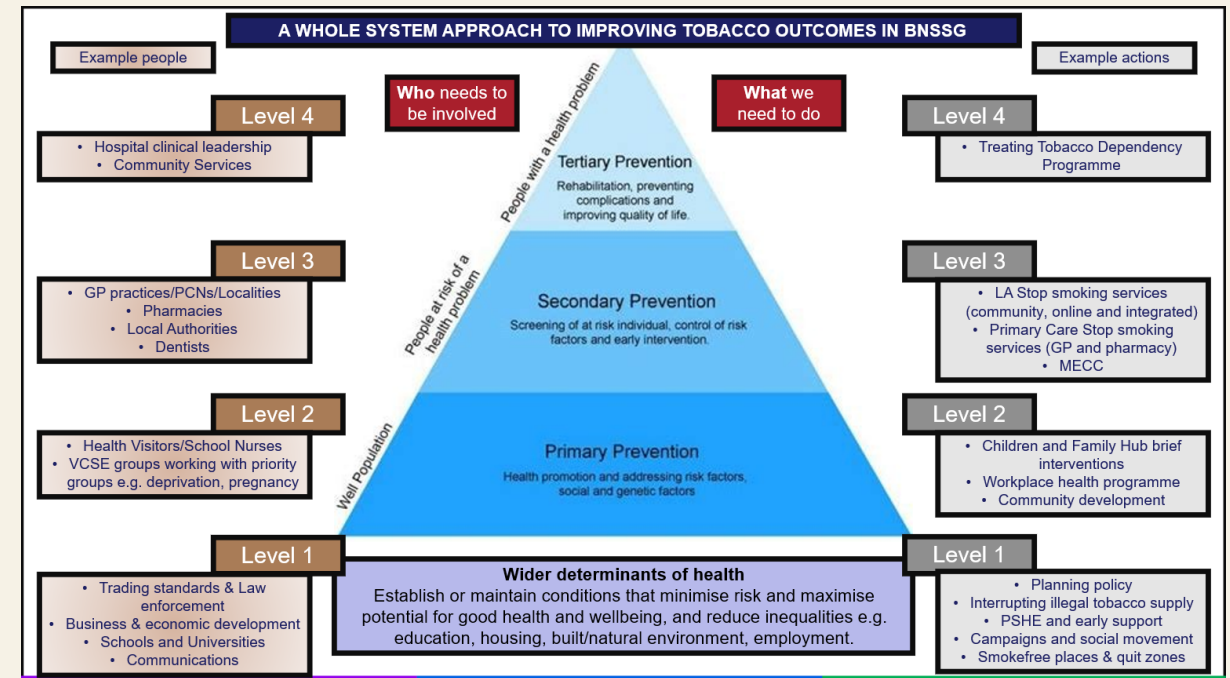 A WHOLE SYSTEM APPROACH TO IMPROVING TOBACCO OUTCOMES IN BNSSG
Example people
Example actions
Who needs to
be involved
What we
need to do
Level 4
• Hospital clinical leadership
• Community Services
Level 3
• GP practices/PCNs/Localities
• Pharmacies
• Local Authorities
• Dentists
Level 2
• Health Visitors/School Nurses
• VCSE groups working with priority
groups e.g. deprivation, pregnancy
Level 1
• Trading standards & Law
enforcement
• Business & economic development
• Schools and Universities
• Communications
People with a health problem
People at risk of a
health problem
Well Population
Tertiary Prevention
Rehabilitation, preventing
complications and
improving quality of life.
Secondary Prevention
Screening of at risk individual, control of risk
factors and early intervention.
Primary Prevention
Health promotion and addressing risk factors,
social and genetic factors
Wider determinants of health
Establish or maintain conditions that minimise risk and maximise
potential for good health and wellbeing, and reduce inequalities e.g.
education, housing, built/natural environment, employment.
Level 4
• Treating Tobacco Dependency
Programme
Level 3
• LA Stop smoking services
(community, online and integrated)
• Primary Care Stop smoking
services (GP and pharmacy)
• MECC
Level 2
• Children and Family Hub brief
interventions
• Workplace health programme
• Community development
Level 1
• Planning policy
• Interrupting illegal tobacco supply
• PSHE and early support
• Campaigns and social movement
• Smokefree places & quit zones